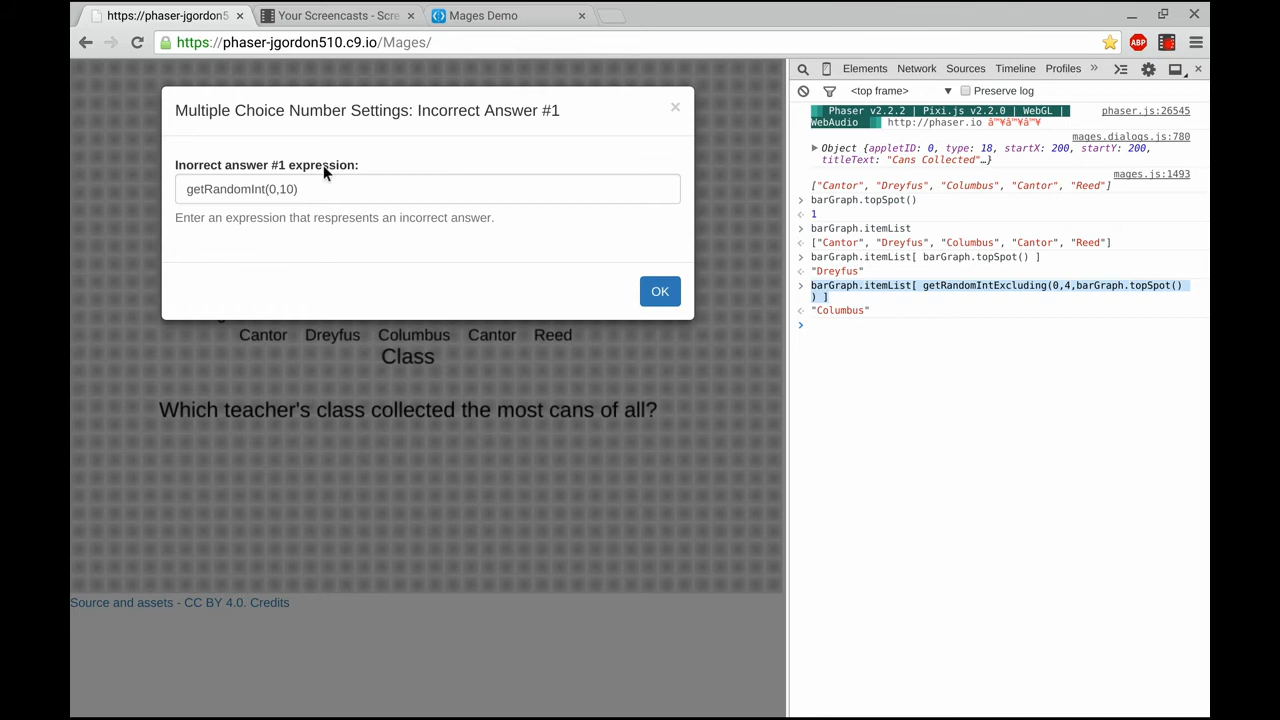 https://phaser-jgordon5
Your Screencasts - Scre
Mages Demo
https://phaser-jgordon510.c9.io/Mages/
ABP
Elements Network Sources Timeline Profiles »
<top frame> ▼ Preserve log
Multiple Choice Number Settings: Incorrect Answer #1 ×
Inorrect answer #1 expression:
getRandomInt(0,10)
Enter an expression that respresents an incorrect answer.
OK
Cantor Dreyfus Columbus Cantor Reed
Class
Which teacher's class collected the most cans of all?
Source and assets - CC BY 4.0. Credits
Phaser v2.2.2 | Pixi.js v2.2.0 | WebGL | phaser.js:26545
WebAudio http://phaser.io â™¥â™¥â™¥
mages.dialogs.js:780
Object {appletID: 0, type: 18, startX: 200, startY: 200,
titleText: "Cans Collected"…}
mages.js:1493
["Cantor", "Dreyfus", "Columbus", "Cantor", "Reed"]
> barGraph.topSpot()
1
> barGraph.itemList
["Cantor", "Dreyfus", "Columbus", "Cantor", "Reed"]
> barGraph.itemList[ barGraph.topSpot() ]
"Dreyfus"
> barGraph.itemList[ getRandomIntExcluding(0,4,barGraph.topSpot()
) ]
"Columbus"
>